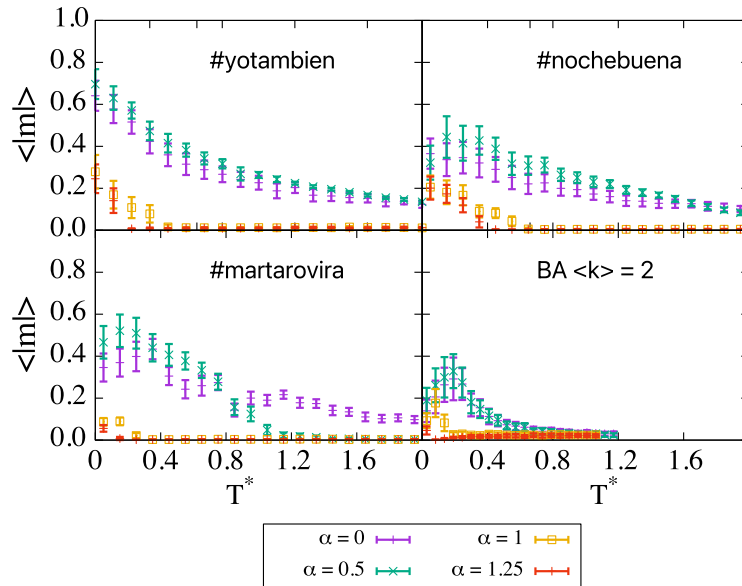 #yotambien
#nochebuena
<|m|>
1.0
0.8
0.6
0.4
0.2
0.0
#martarovira
BA <k> = 2
<|m|>
0.8
0.6
0.4
0.2
0.0
0 0.4 0.8 1.2 1.6 0 0.4 0.8 1.2 1.6
T* T*
α = 0 α = 1
α = 0.5 α = 1.25